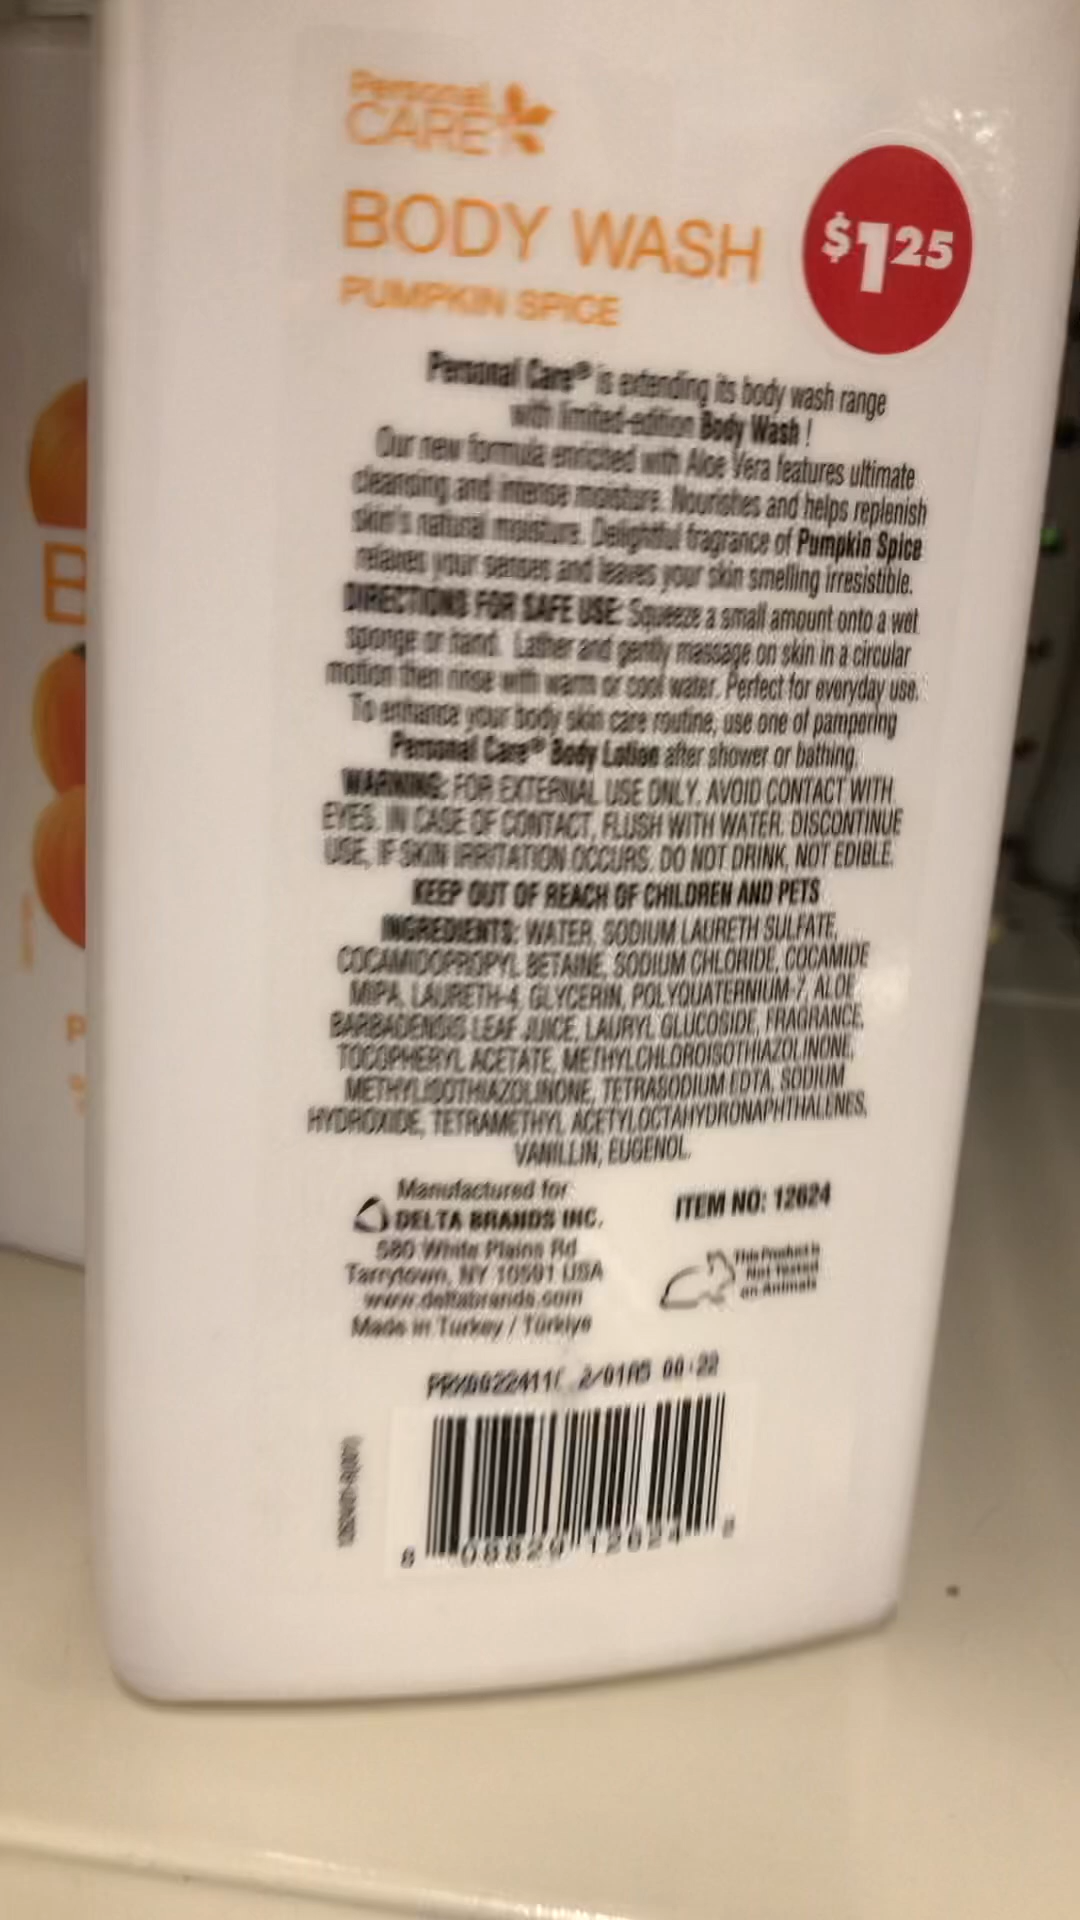 Personal
CARE
BODY WASH
$1.25
PUMPKIN SPICE
Personal Care® is extending its body wash range
with limited-edition Body Wash !
Our new formula enriched with Aloe Vera features ultimate
cleansing and intense moisture. Nourishes and helps replenish
skin's natural moisture. Delightful fragrance of Pumpkin Spice
relaxes your senses and leaves your skin smelling irresistible.
DIRECTIONS FOR SAFE USE: Squeeze a small amount onto a wet
sponge or hand. Lather and gently massage on skin in a circular
motion then rinse with warm or cool water. Perfect for everyday use.
To enhance your body skin care routine, use one of pampering
Personal Care® Body Lotion after shower or bathing.
WARNING: FOR EXTERNAL USE ONLY. AVOID CONTACT WITH
EYES. IN CASE OF CONTACT, FLUSH WITH WATER. DISCONTINUE
USE, IF SKIN IRRITATION OCCURS. DO NOT DRINK, NOT EDIBLE.
KEEP OUT OF REACH OF CHILDREN AND PETS
INGREDIENTS: WATER, SODIUM LAURETH SULFATE,
COCAMIDOPROPYL BETAINE, SODIUM CHLORIDE, COCAMIDE
MIPA, LAURETH-4, GLYCERIN, POLYQUATERNIUM-7, ALOE
BARBADENSIS LEAF JUICE, LAURYL GLUCOSIDE, FRAGRANCE,
TOCOPHERYL ACETATE, METHYLCHLOROISOTHIAZOLINONE,
METHYLISOTHIAZOLINONE, TETRASODIUM EDTA, SODIUM
HYDROXIDE, TETRAMETHYL ACETYLOCTAHYDRONAPHTHALENES,
VANILLIN, EUGENOL.
Manufactured for
DELTA BRANDS INC.
580 White Plains Rd
Tarrytown, NY 10591 USA
www.deltabrands.com
Made in Turkey / Türkiye
ITEM NO: 12624
This Product is
Not Tested
on Animals
00:22
8 08829 12624 8
B
P